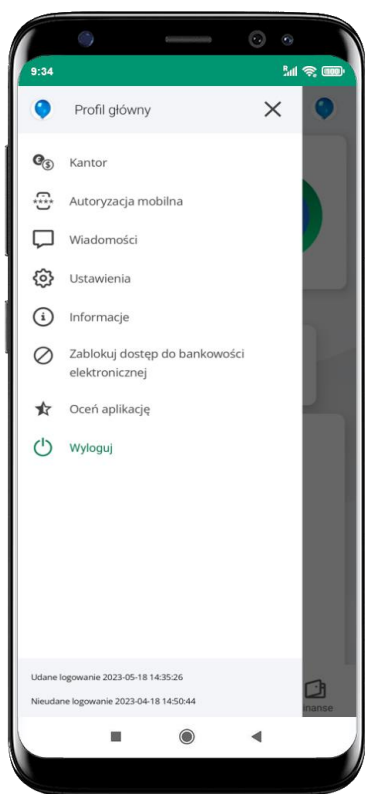 9:34
Profil główny
Kantor
Autoryzacja mobilna
Wiadomości
Ustawienia
Informacje
Zablokuj dostęp do bankowości
elektronicznej
Oceń aplikację
Wyloguj
Udane logowanie 2023-05-18 14:35:26
Nieudane logowanie 2023-04-18 14:50:44
inanse